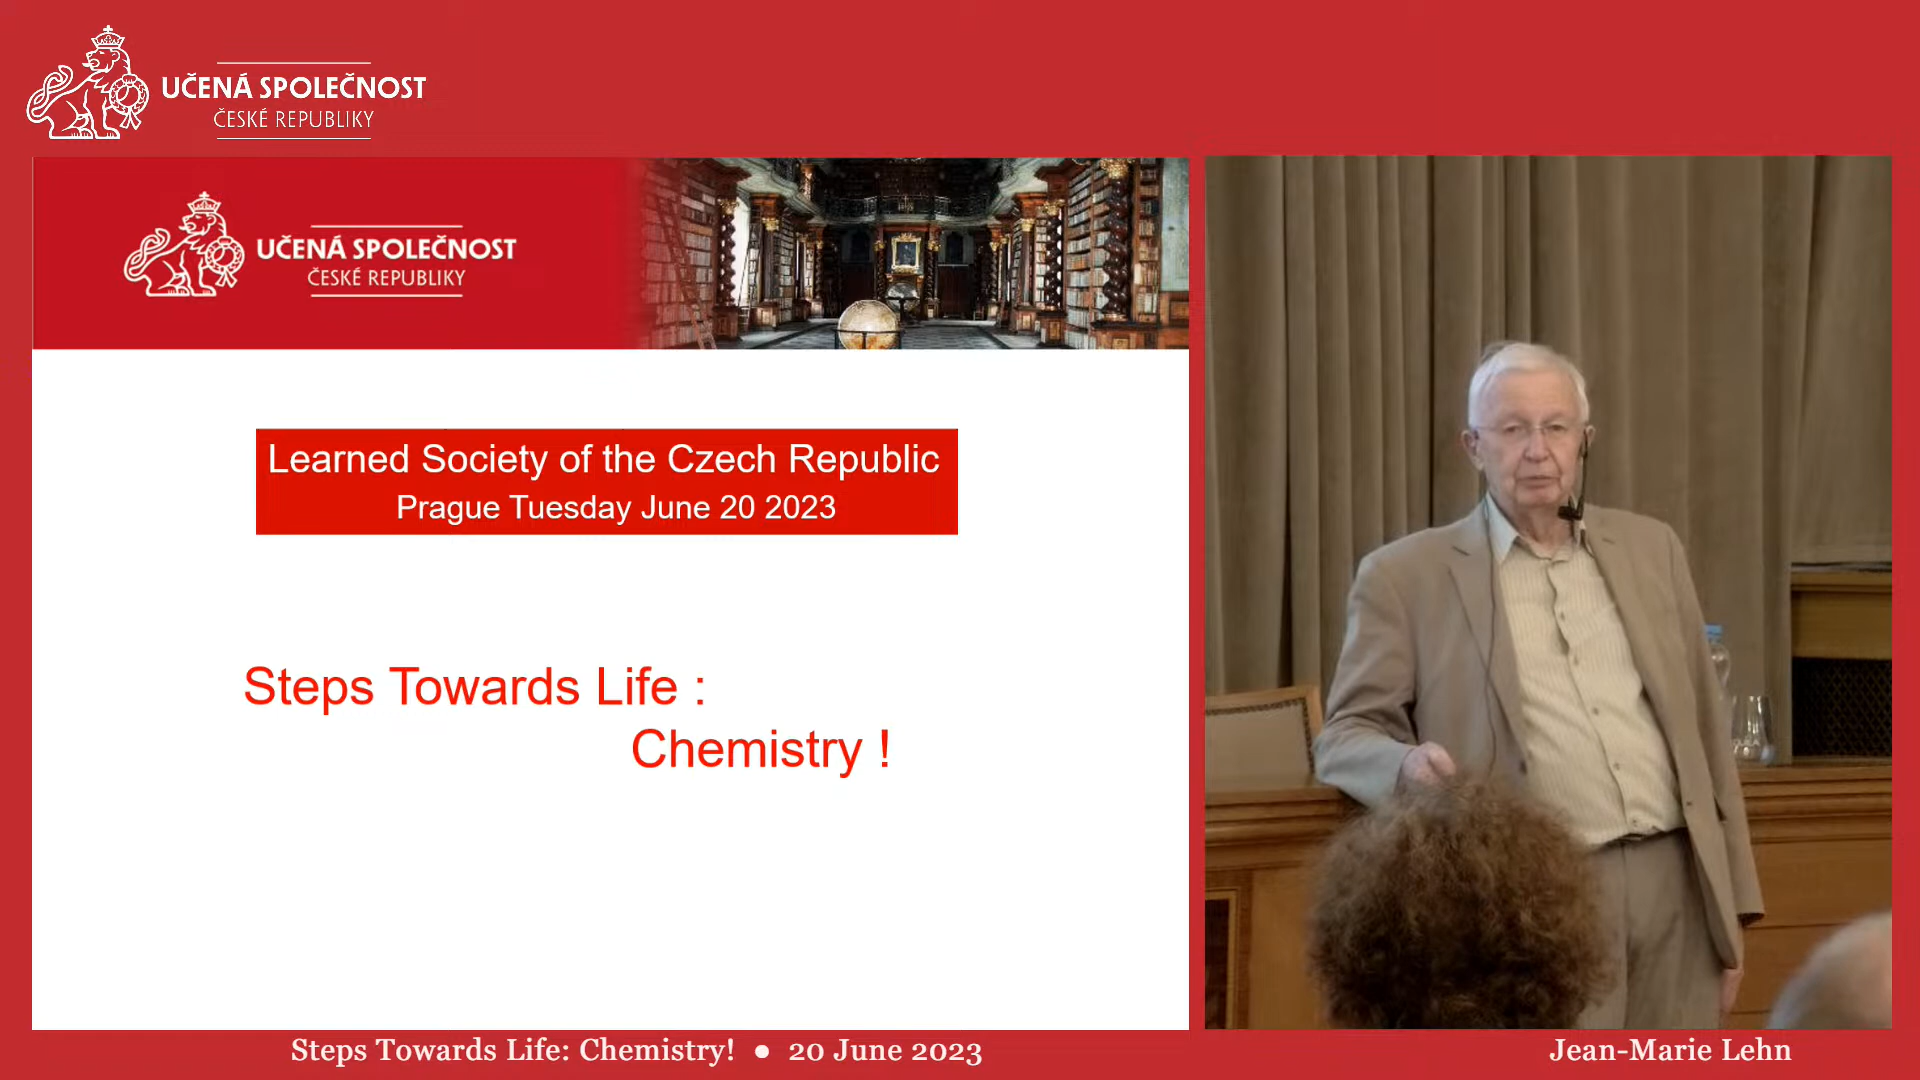 UČENÁ SPOLEČNOST
ČESKÉ REPUBLIKY
UČENÁ SPOLEČNOST
ČESKÉ REPUBLIKY
Learned Society of the Czech Republic
Prague Tuesday June 20 2023
Steps Towards Life :
Chemistry !
Steps Towards Life: Chemistry! ● 20 June 2023
Jean-Marie Lehn